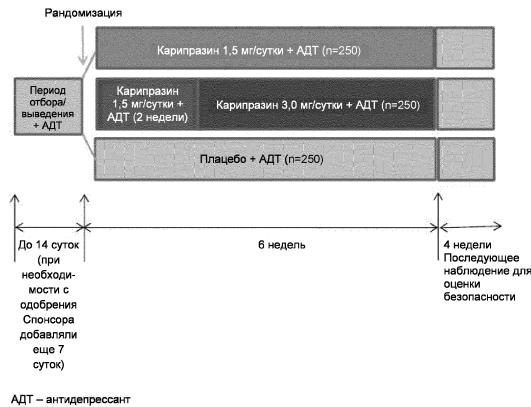 Рандомизация
Карипразин 1,5 мг/сутки + АДТ (n=250)
Период
отбора/
выведения
+ АДТ
Карипразин
1,5 мг/сутки +
АДТ (2 недели)
Карипразин 3,0 мг/сутки + АДТ (n=250)
Плацебо + АДТ (n=250)
До 14 суток
(при
необходи-
мости с
одобрения
Спонсора
добавляли
еще 7
суток)
6 недель
4 недели
Последующее
наблюдение для
оценки
безопасности
АДТ – антидепрессант